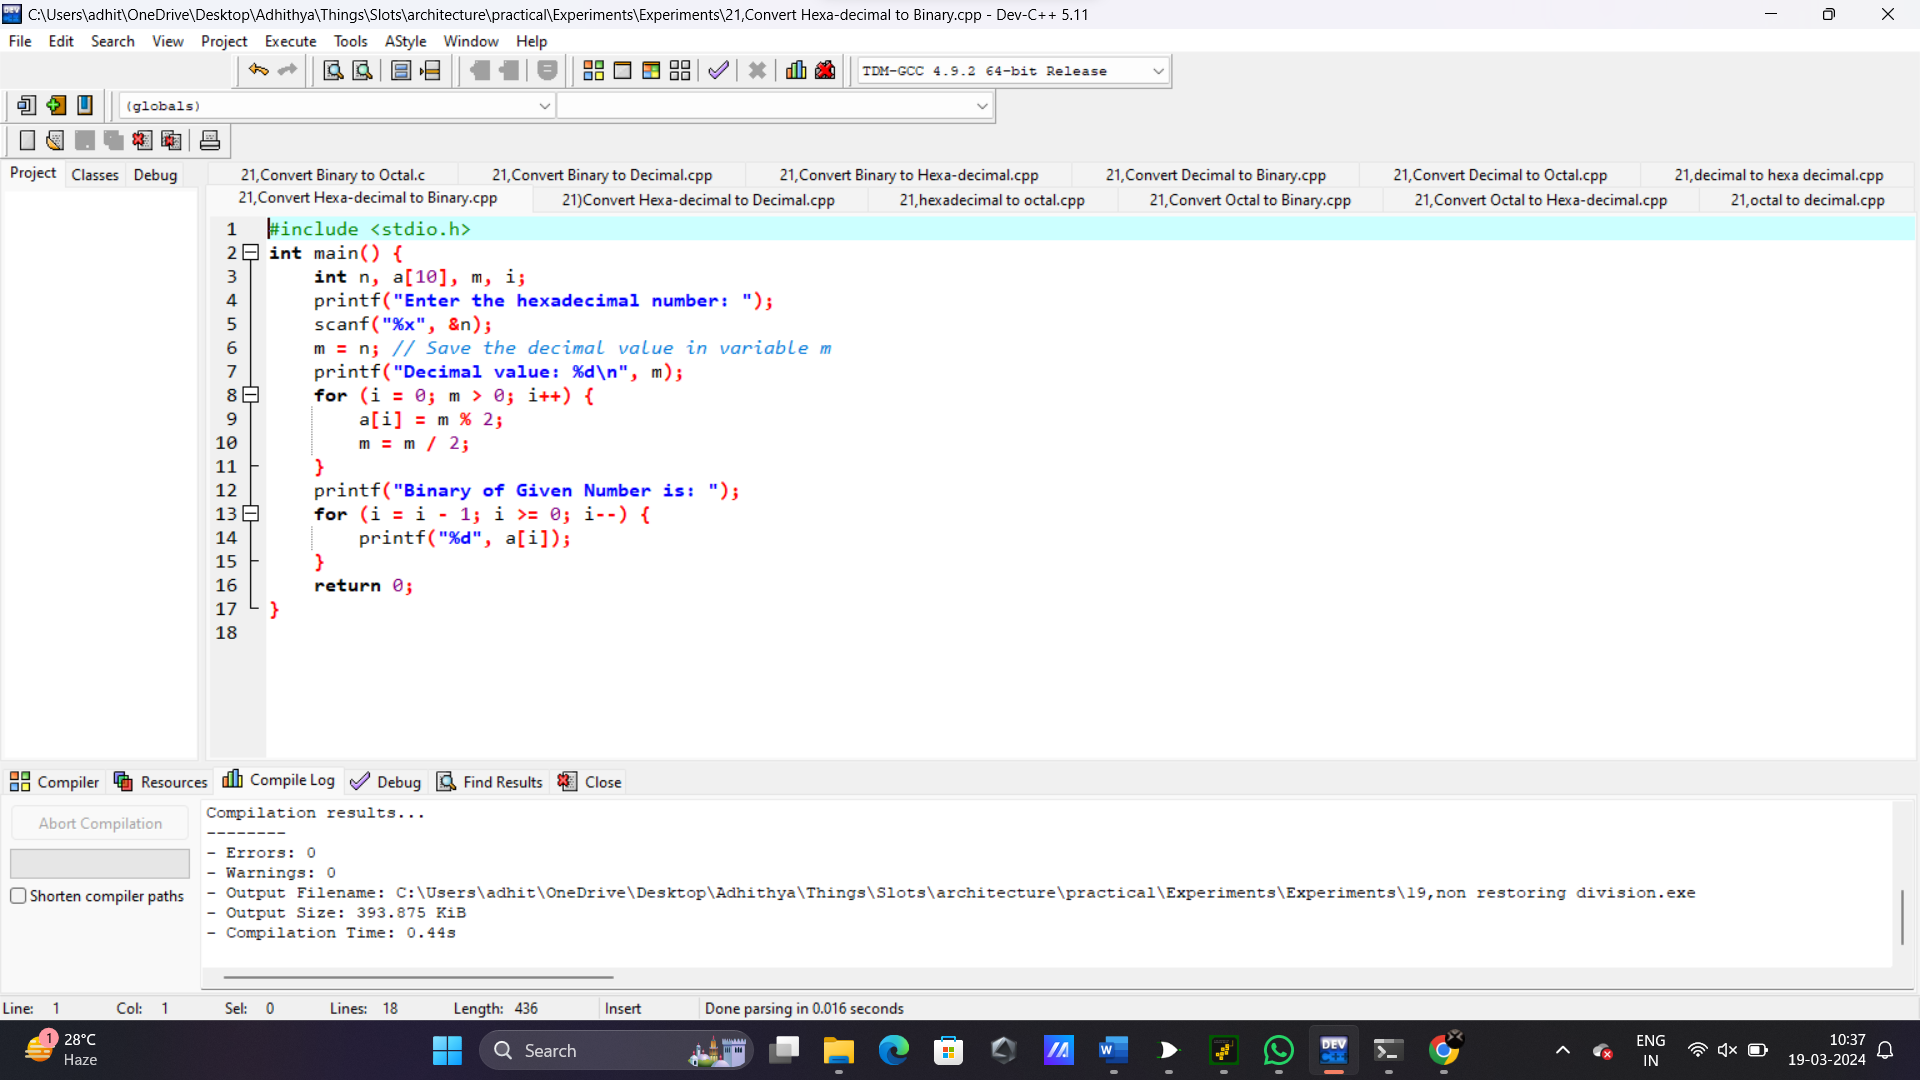 C:\Users\adhit\OneDrive\Desktop\Adhithya\Things\Slots\architecture\practical\Experiments\Experiments\21,Convert Hexa-decimal to Binary.cpp - Dev-C++ 5.11
File Edit Search View Project Execute Tools AStyle Window Help
TDM-GCC 4.9.2 64-bit Release
(globals)
Project Classes Debug
21,Convert Binary to Octal.c 21,Convert Binary to Decimal.cpp 21,Convert Binary to Hexa-decimal.cpp 21,Convert Decimal to Binary.cpp 21,Convert Decimal to Octal.cpp 21,decimal to hexa decimal.cpp
21,Convert Hexa-decimal to Binary.cpp 21)Convert Hexa-decimal to Decimal.cpp 21,hexadecimal to octal.cpp 21,Convert Octal to Binary.cpp 21,Convert Octal to Hexa-decimal.cpp 21,octal to decimal.cpp
1 #include <stdio.h>
2 int main() {
3 int n, a[10], m, i;
4 printf("Enter the hexadecimal number: ");
5 scanf("%x", &n);
6 m = n; // Save the decimal value in variable m
7 printf("Decimal value: %d\n", m);
8 for (i = 0; m > 0; i++) {
9 a[i] = m % 2;
10 m = m / 2;
11 }
12 printf("Binary of Given Number is: ");
13 for (i = i - 1; i >= 0; i--) {
14 printf("%d", a[i]);
15 }
16 return 0;
17 }
18
Compiler Resources Compile Log Debug Find Results Close
Abort Compilation
Shorten compiler paths
Compilation results...
--------
- Errors: 0
- Warnings: 0
- Output Filename: C:\Users\adhit\OneDrive\Desktop\Adhithya\Things\Slots\architecture\practical\Experiments\Experiments\19,non restoring division.exe
- Output Size: 393.875 KiB
- Compilation Time: 0.44s
Line: 1 Col: 1 Sel: 0 Lines: 18 Length: 436 Insert Done parsing in 0.016 seconds
1
28°C
Haze
Search
W
DEV
C++
ENG
IN
10:37
19-03-2024